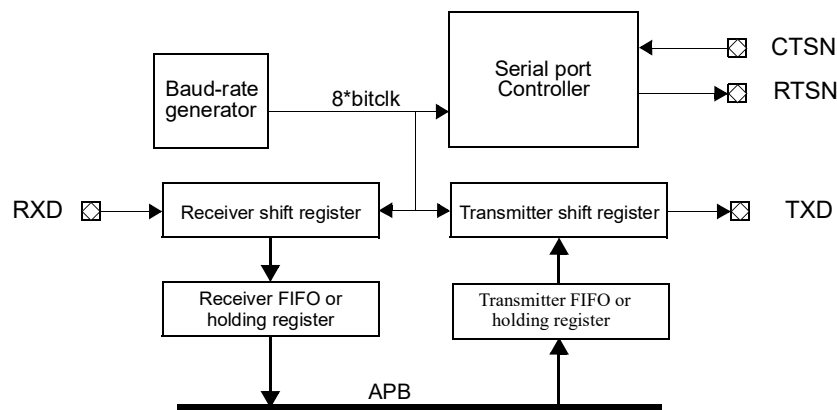 CTSN
Baud-rate
generator
8*bitclk
Serial port
Controller
RTSN
RXD
Receiver shift register
Transmitter shift register
TXD
Receiver FIFO or
holding register
Transmitter FIFO or
holding register
APB